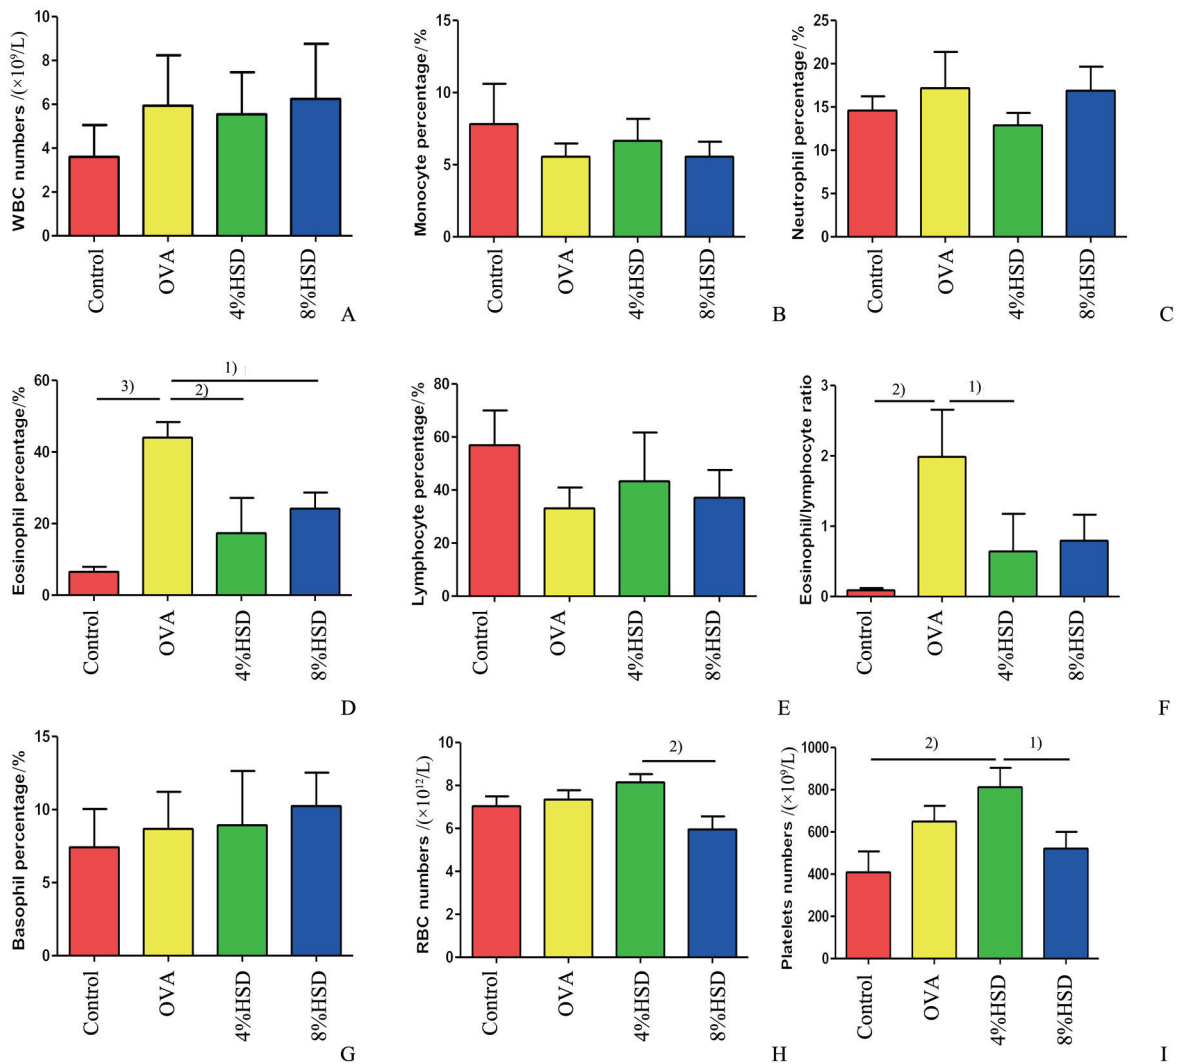 WBC numbers /(×10⁹/L)
10
8
6
4
2
0
Control
OVA
4%HSD
8%HSD
A
Monocyte percentage/%
15
10
5
0
Control
OVA
4%HSD
8%HSD
B
Neutrophil percentage/%
25
20
15
10
5
0
Control
OVA
4%HSD
8%HSD
C
Eosinophil percentage/%
60
40
20
0
3)
2)
1)
Control
OVA
4%HSD
8%HSD
D
Lymphocyte percentage/%
80
60
40
20
0
Control
OVA
4%HSD
8%HSD
E
Eosinophil/lymphocyte ratio
3
2
1
0
2)
1)
Control
OVA
4%HSD
8%HSD
F
Basophil percentage/%
15
10
5
0
Control
OVA
4%HSD
8%HSD
G
RBC numbers /(×10¹²/L)
10
8
6
4
2
0
2)
Control
OVA
4%HSD
8%HSD
H
Platelets numbers/(×10⁹/L)
1000
800
600
400
200
0
2)
1)
Control
OVA
4%HSD
8%HSD
I